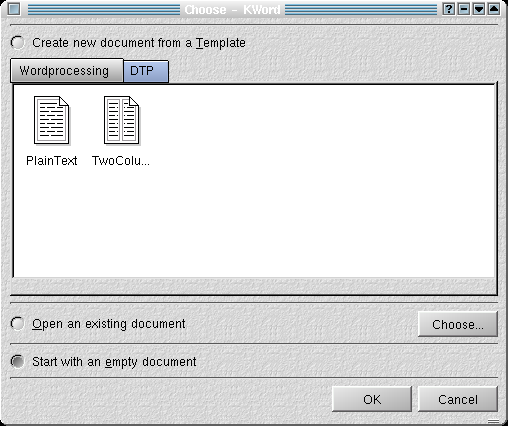 Choose - KWord
Create new document from a Template
Wordprocessing DTP
PlainText TwoColu...
Open an existing document Choose...
Start with an empty document
OK Cancel